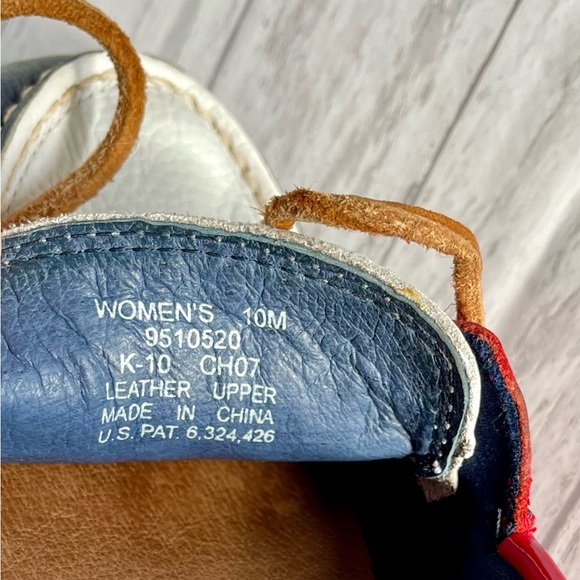 WOMEN'S 10M
9510520
K-10 CH07
LEATHER UPPER
MADE IN CHINA
U.S. PAT. 6,324,426